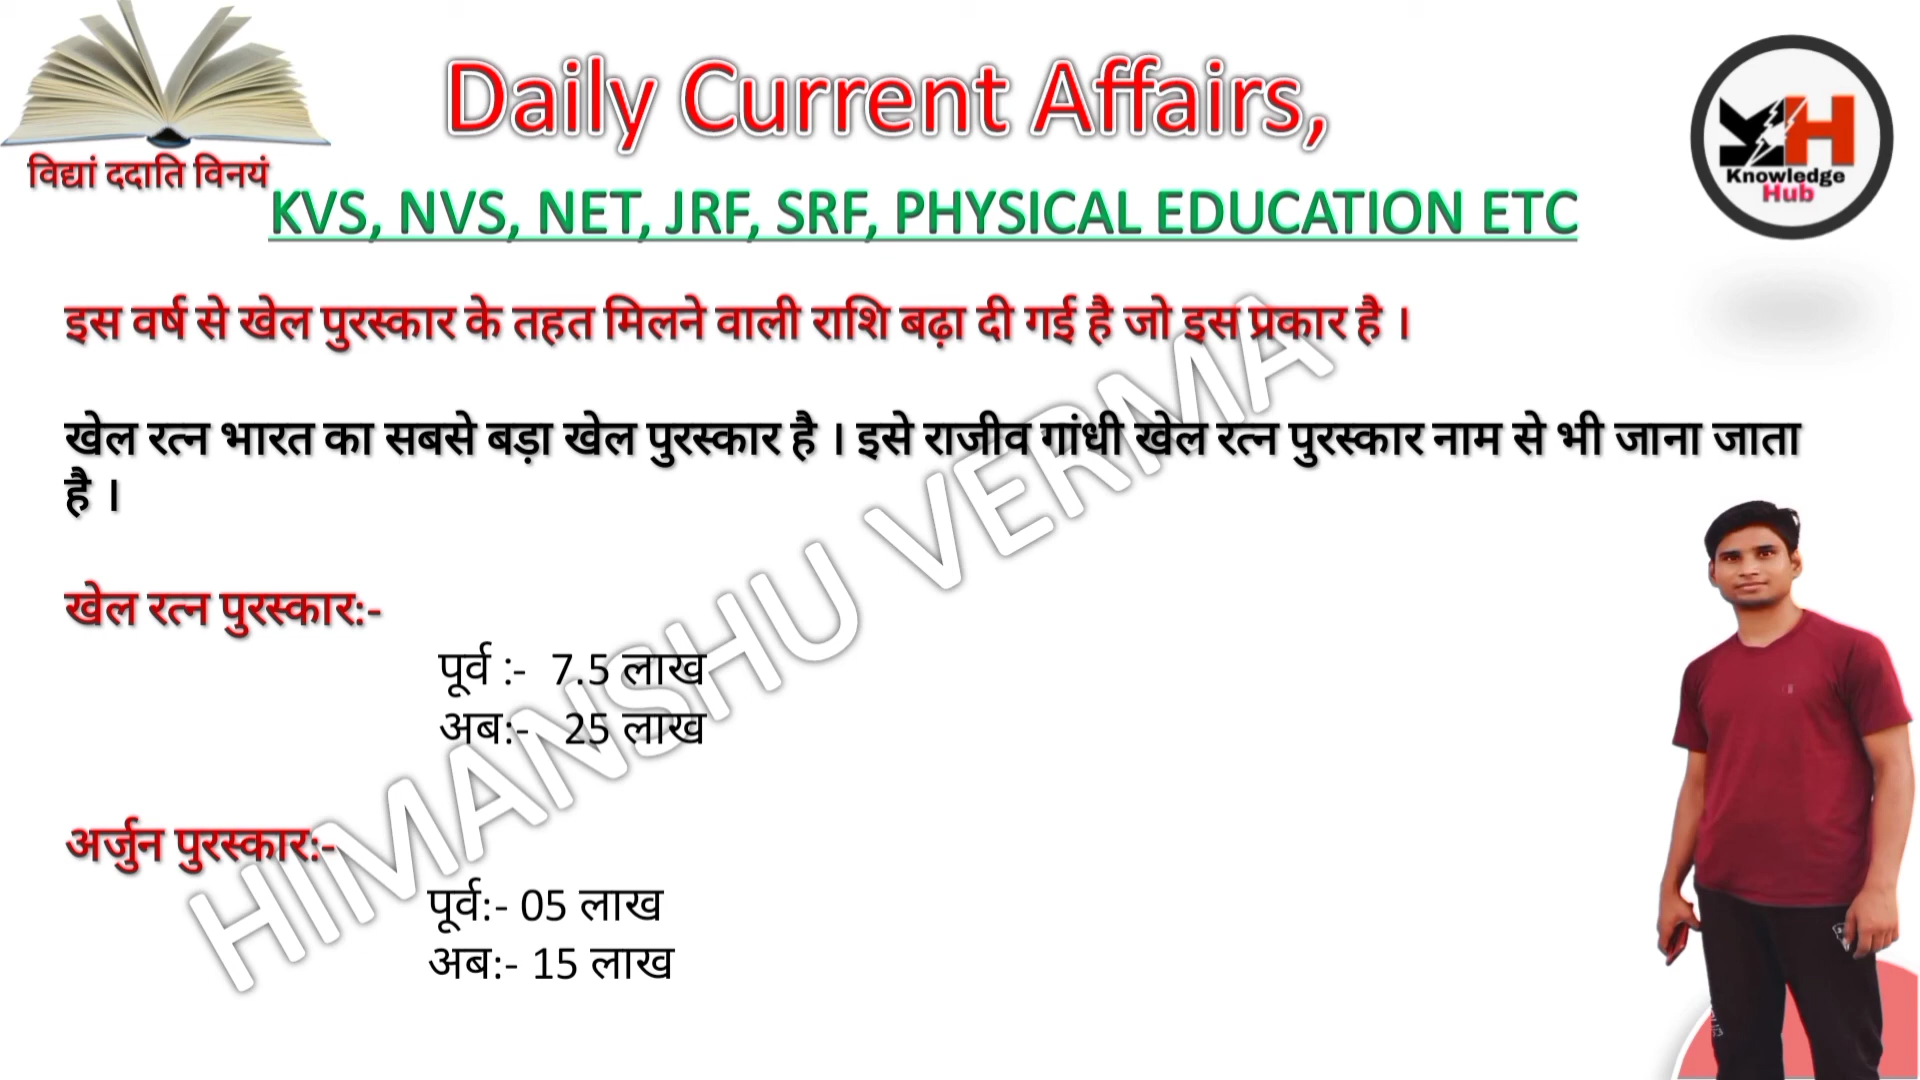 Daily Current Affairs,
विद्यां ददाति विनयं
KVS, NVS, NET, JRF, SRF, PHYSICAL EDUCATION ETC
KH
Knowledge
Hub
इस वर्ष से खेल पुरस्कार के तहत मिलने वाली राशि बढ़ा दी गई है जो इस प्रकार है ।
खेल रत्न भारत का सबसे बड़ा खेल पुरस्कार है । इसे राजीव गांधी खेल रत्न पुरस्कार नाम से भी जाना जाता
है ।
खेल रत्न पुरस्कार:-
पूर्व :- 7.5 लाख
अब:- 25 लाख
अर्जुन पुरस्कार:-
पूर्व:- 05 लाख
अब:- 15 लाख
HIMANSHU VERMA